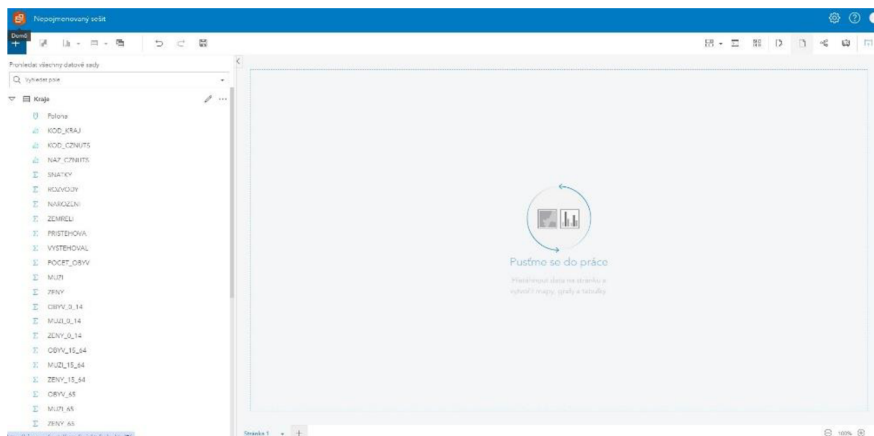 Nepojmenovaný sešit
Domů
Prohledat všechny datové sady
Vyhledat pole
Kraje
Poloha
KOD_KRAJ
KOD_CZNUTS
NAZ_CZNUTS
SNATKY
ROZVODY
NAROZENI
ZEMRELI
PRISTEHOVA
VYSTEHOVAL
POCET_OBYV
MUZI
ZENY
OBYV_0_14
MUZI_0_14
ZENY_0_14
OBYV_15_64
MUZI_15_64
ZENY_15_64
OBYV_65
MUZI_65
ZENY_65
Pusťme se do práce
Přetáhnout data na stránku a
vytvořit mapy, grafy a tabulky
Stránka 1
100%